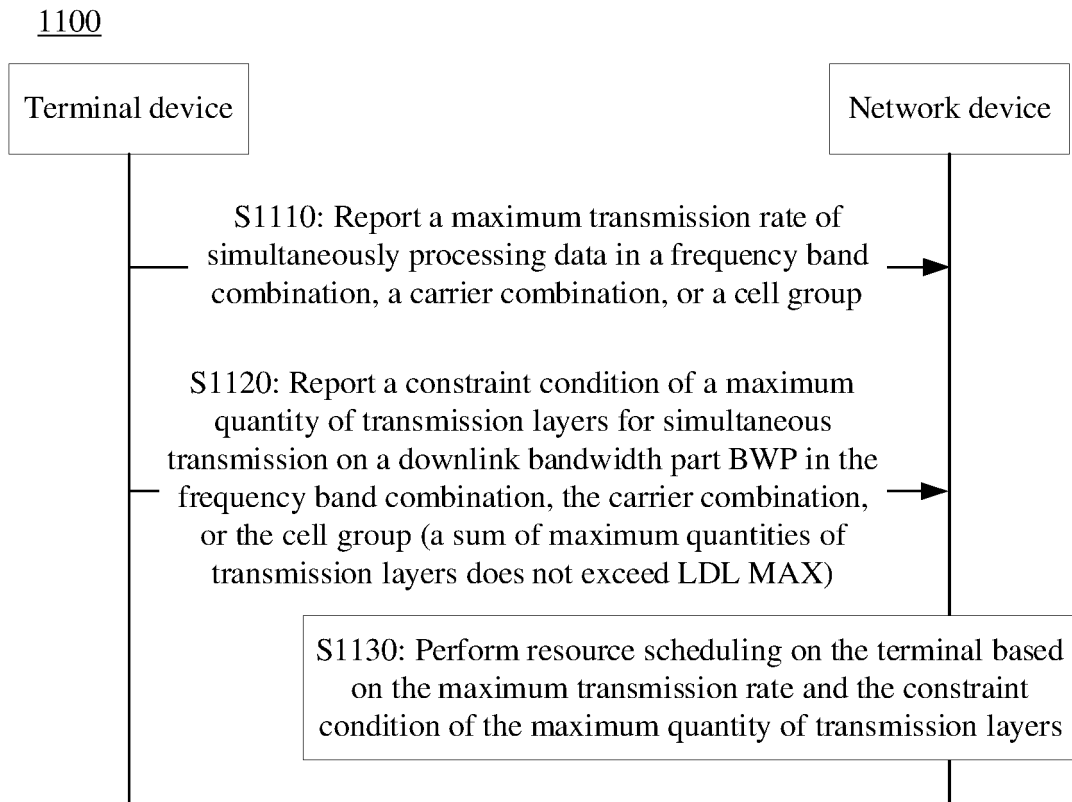 1100
Terminal device
Network device
S1110: Report a maximum transmission rate of
simultaneously processing data in a frequency band
combination, a carrier combination, or a cell group
S1120: Report a constraint condition of a maximum
quantity of transmission layers for simultaneous
transmission on a downlink bandwidth part BWP in the
frequency band combination, the carrier combination,
or the cell group (a sum of maximum quantities of
transmission layers does not exceed LDL MAX)
S1130: Perform resource scheduling on the terminal based
on the maximum transmission rate and the constraint
condition of the maximum quantity of transmission layers